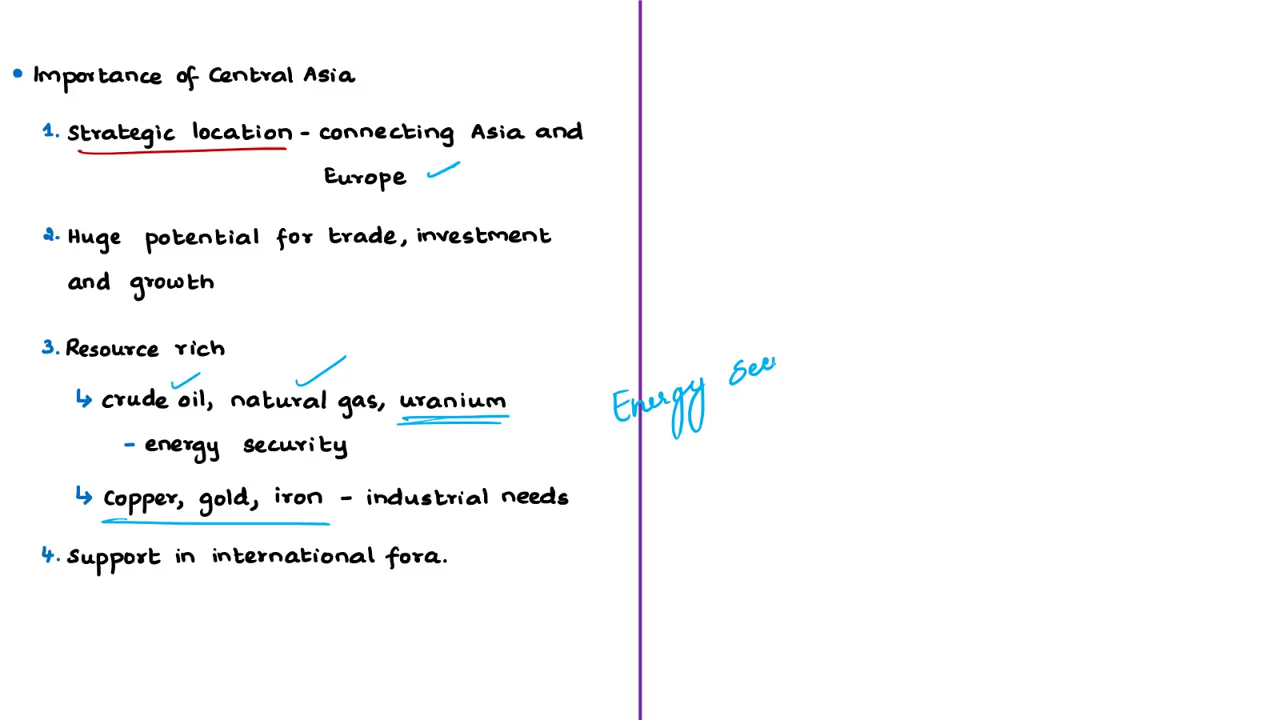 • Importance of Central Asia
1. Strategic location - connecting Asia and
Europe
2. Huge potential for trade, investment
and growth
3. Resource rich
↳ crude oil, natural gas, uranium
- energy security
↳ Copper, gold, iron - industrial needs
4. Support in international fora.
Energy sec